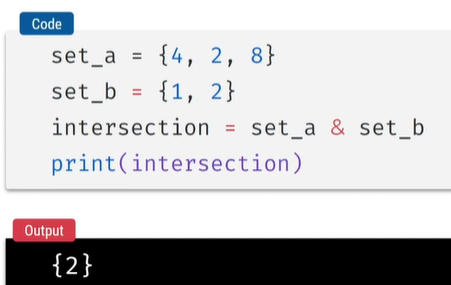 Code
set_a = {4, 2, 8}
set_b = {1, 2}
intersection = set_a & set_b
print(intersection)
Output
{2}